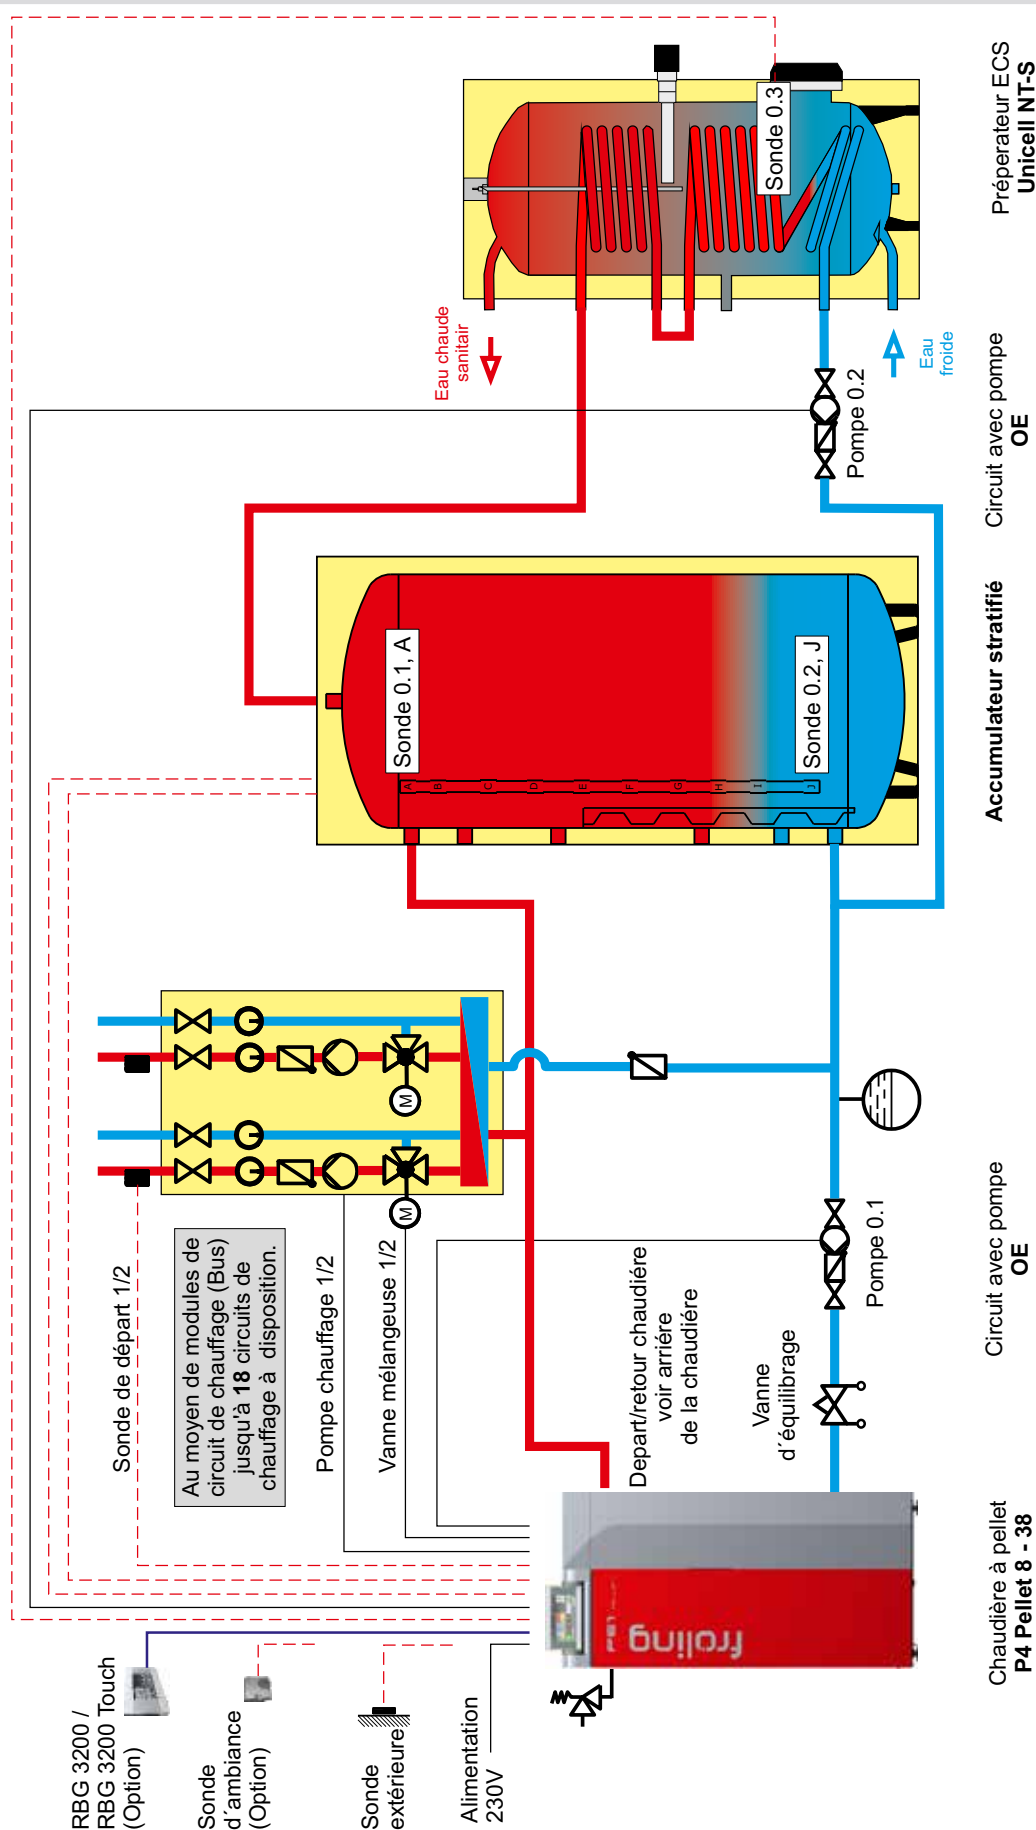 RBG 3200 /
RBG 3200 Touch
(Option)
Sonde
d´ambiance
(Option)
Sonde
extérieure
Alimentation
230V
Sonde de départ 1/2
Au moyen de modules de
circuit de chauffage (Bus)
jusqu'à 18 circuits de
chauffage à disposition.
Pompe chauffage 1/2
Vanne mélangeuse 1/2
M
M
Depart/retour chaudiére
voir arriére
de la chaudiére
Vanne
d´équilibrage
Pompe 0.1
froling
Sonde 0.1, A
Sonde 0.2, J
A
B
C
D
E
F
G
H
I
J
Eau chaude
sanitair
Sonde 0.3
Pompe 0.2
Eau
froide
Chaudière à pellet
P4 Pellet 8 - 38
Circuit avec pompe
OE
Accumulateur stratifié
Circuit avec pompe
OE
Préperateur ECS
Unicell NT-S